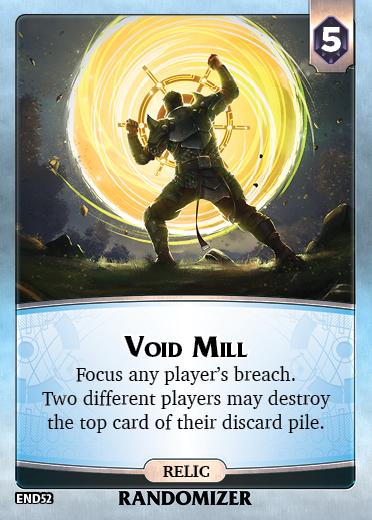 5
Void Mill
Focus any player's breach.
Two different players may destroy
the top card of their discard pile.
RELIC
END52
RANDOMIZER